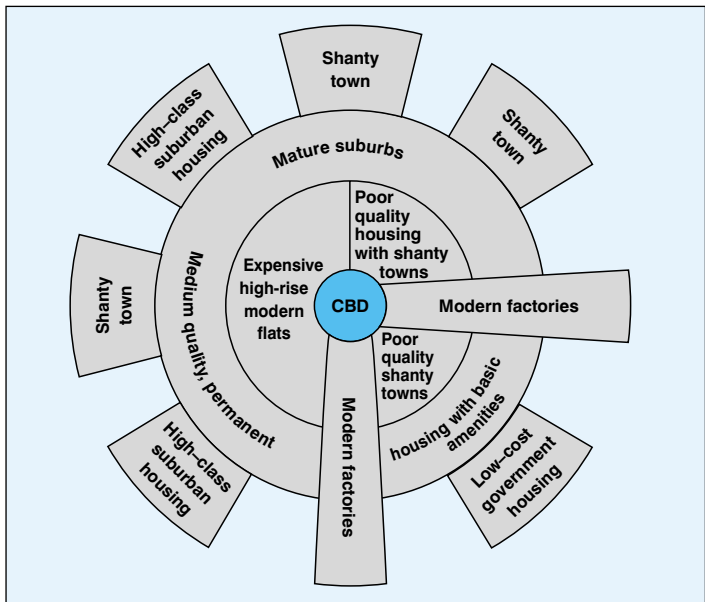 Shanty
town
High–class
suburban
housing
Shanty
town
Mature suburbs
Poor
quality
housing
with shanty
towns
Expensive
high-rise
modern
flats
CBD
Modern factories
Shanty
town
Medium quality, permanent
Poor
quality
shanty
towns
housing with basic
amenities
Modern factories
High–class
suburban
housing
Low–cost
government
housing